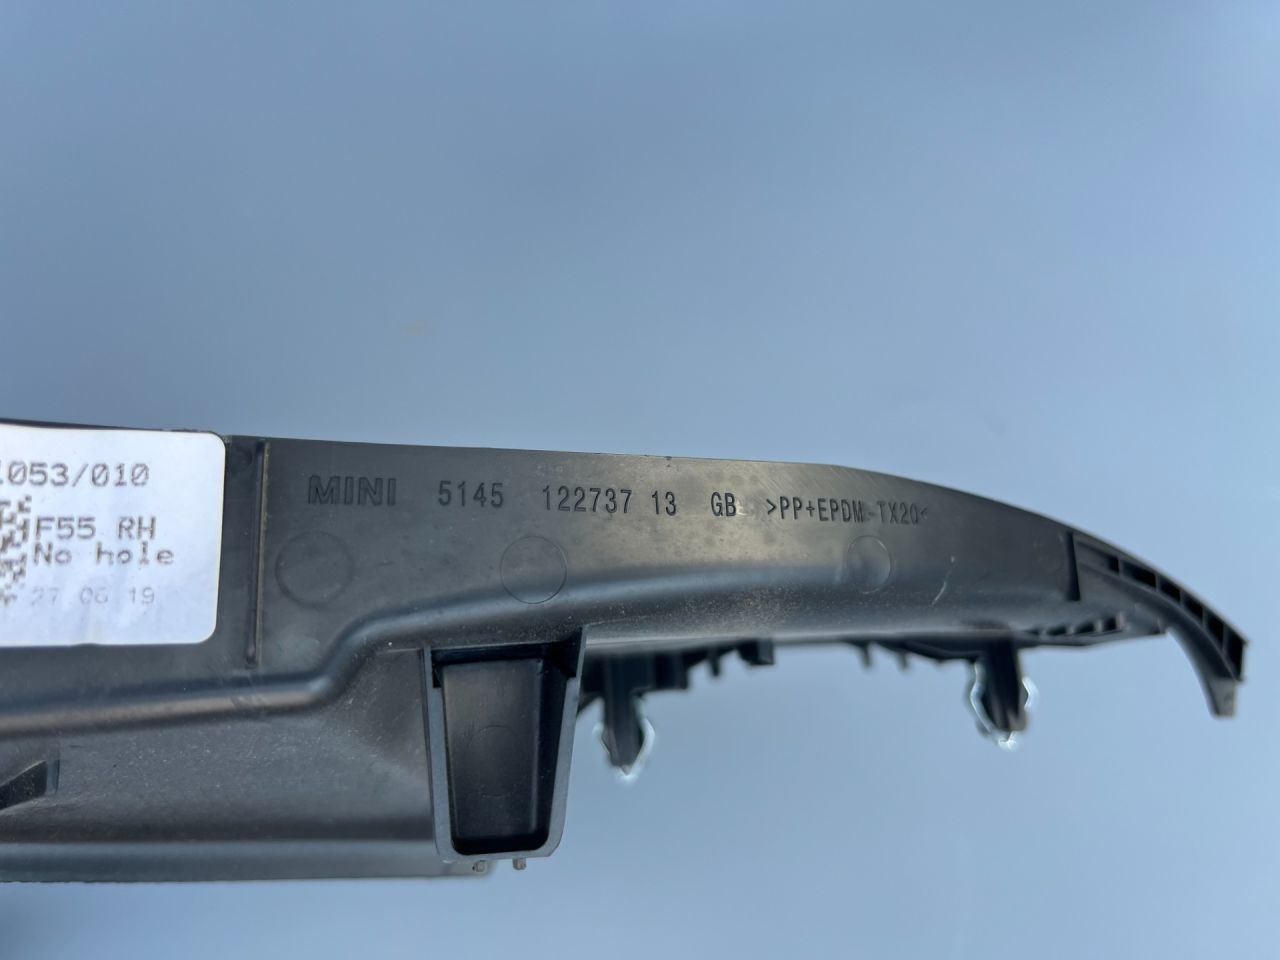 1053/010
F55 RH
No hole
27 06 19
MINI 5145 122737 13 GB >PP+EPDM-TX20<